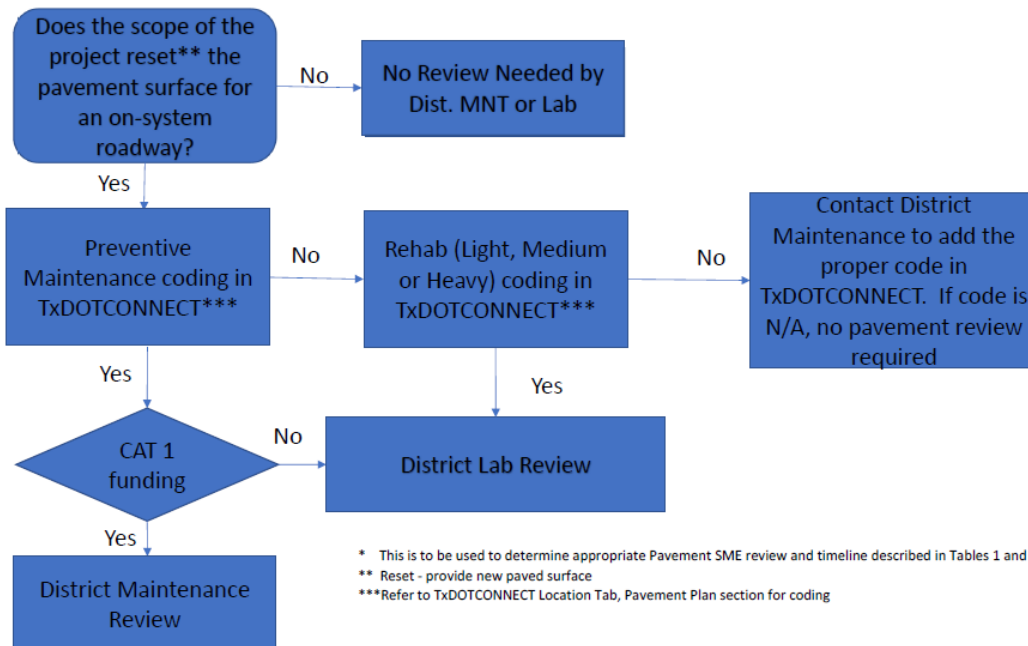 Does the scope of the
project reset** the
pavement surface for
an on-system
roadway?
No
No Review Needed by
Dist. MNT or Lab
Yes
Preventive
Maintenance coding in
TxDOTCONNECT***
No
Rehab (Light, Medium
or Heavy) coding in
TxDOTCONNECT***
No
Contact District
Maintenance to add the
proper code in
TxDOTCONNECT. If code is
N/A, no pavement review
required
Yes
Yes
CAT 1
funding
No
District Lab Review
Yes
District Maintenance
Review
* This is to be used to determine appropriate Pavement SME review and timeline described in Tables 1 and
** Reset - provide new paved surface
***Refer to TxDOTCONNECT Location Tab, Pavement Plan section for coding